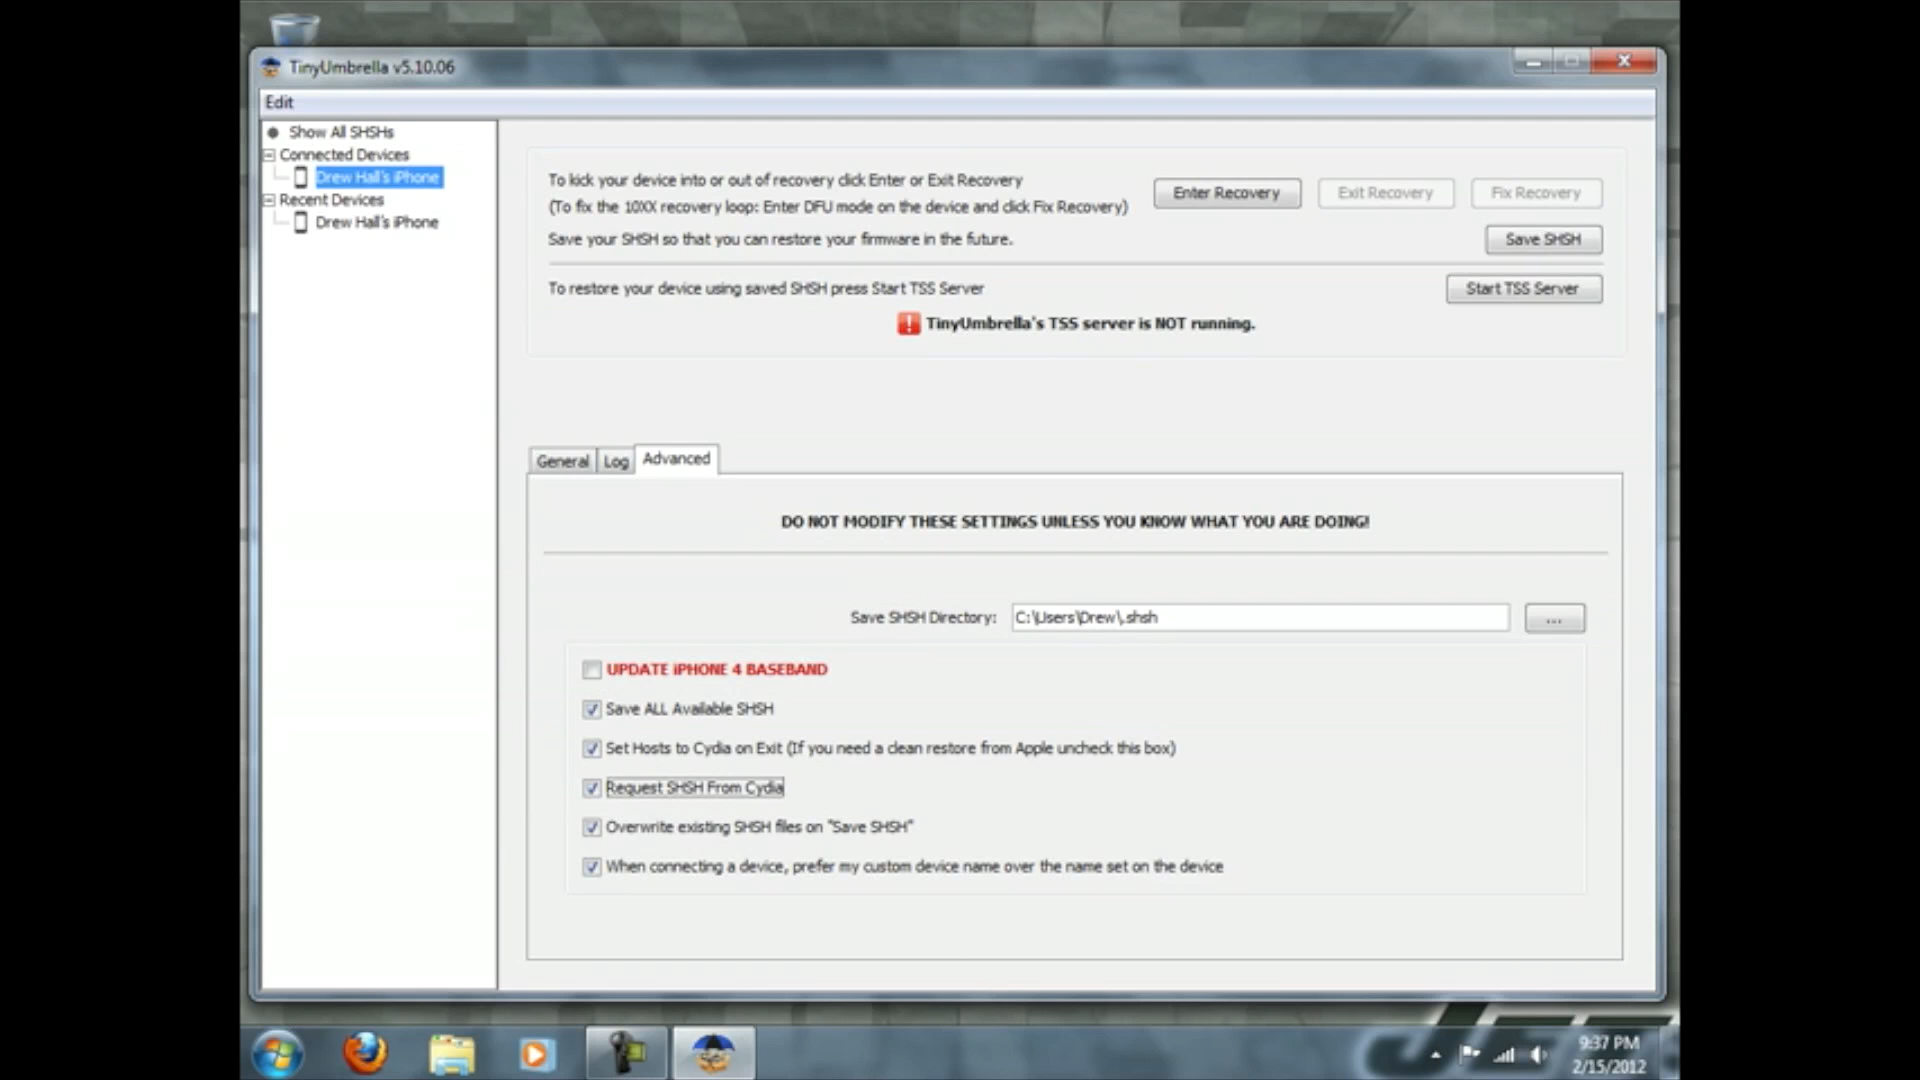 TinyUmbrella v5.10.06
Edit
Show All SHSHs
Connected Devices
Drew Hall's iPhone
Recent Devices
Drew Hall's iPhone
To kick your device into or out of recovery click Enter or Exit Recovery
(To fix the 10XX recovery loop: Enter DFU mode on the device and click Fix Recovery)
Enter Recovery
Exit Recovery
Fix Recovery
Save your SHSH so that you can restore your firmware in the future.
Save SHSH
To restore your device using saved SHSH press Start TSS Server
Start TSS Server
TinyUmbrella's TSS server is NOT running.
General
Log
Advanced
DO NOT MODIFY THESE SETTINGS UNLESS YOU KNOW WHAT YOU ARE DOING!
Save SHSH Directory:
C:\Users\Drew\.shsh
...
UPDATE iPHONE 4 BASEBAND
Save ALL Available SHSH
Set Hosts to Cydia on Exit (If you need a clean restore from Apple uncheck this box)
Request SHSH From Cydia
Overwrite existing SHSH files on "Save SHSH"
When connecting a device, prefer my custom device name over the name set on the device
9:37 PM
2/15/2012